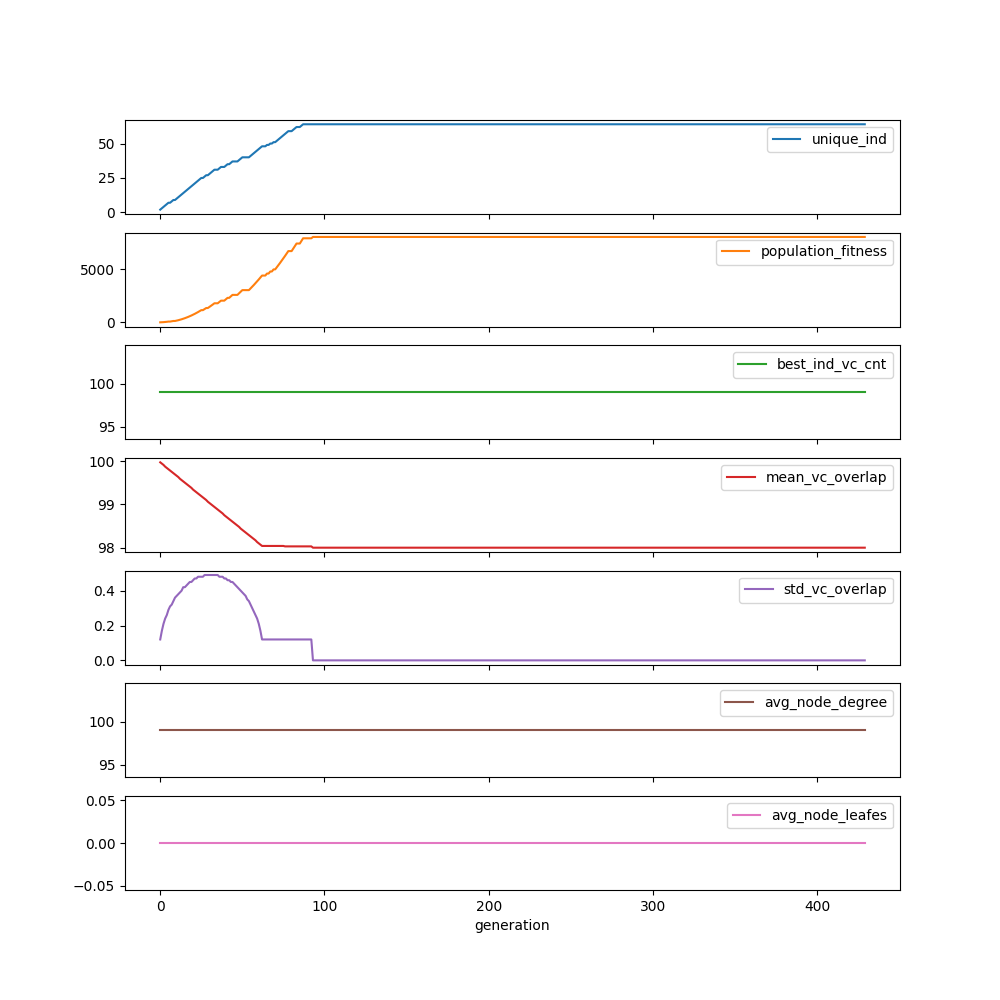 50
25
0
unique_ind
5000
0
population_fitness
100
95
best_ind_vc_cnt
100
99
98
mean_vc_overlap
0.4
0.2
0.0
std_vc_overlap
100
95
avg_node_degree
0.05
0.00
−0.05
avg_node_leafes
0 100 200 300 400
generation